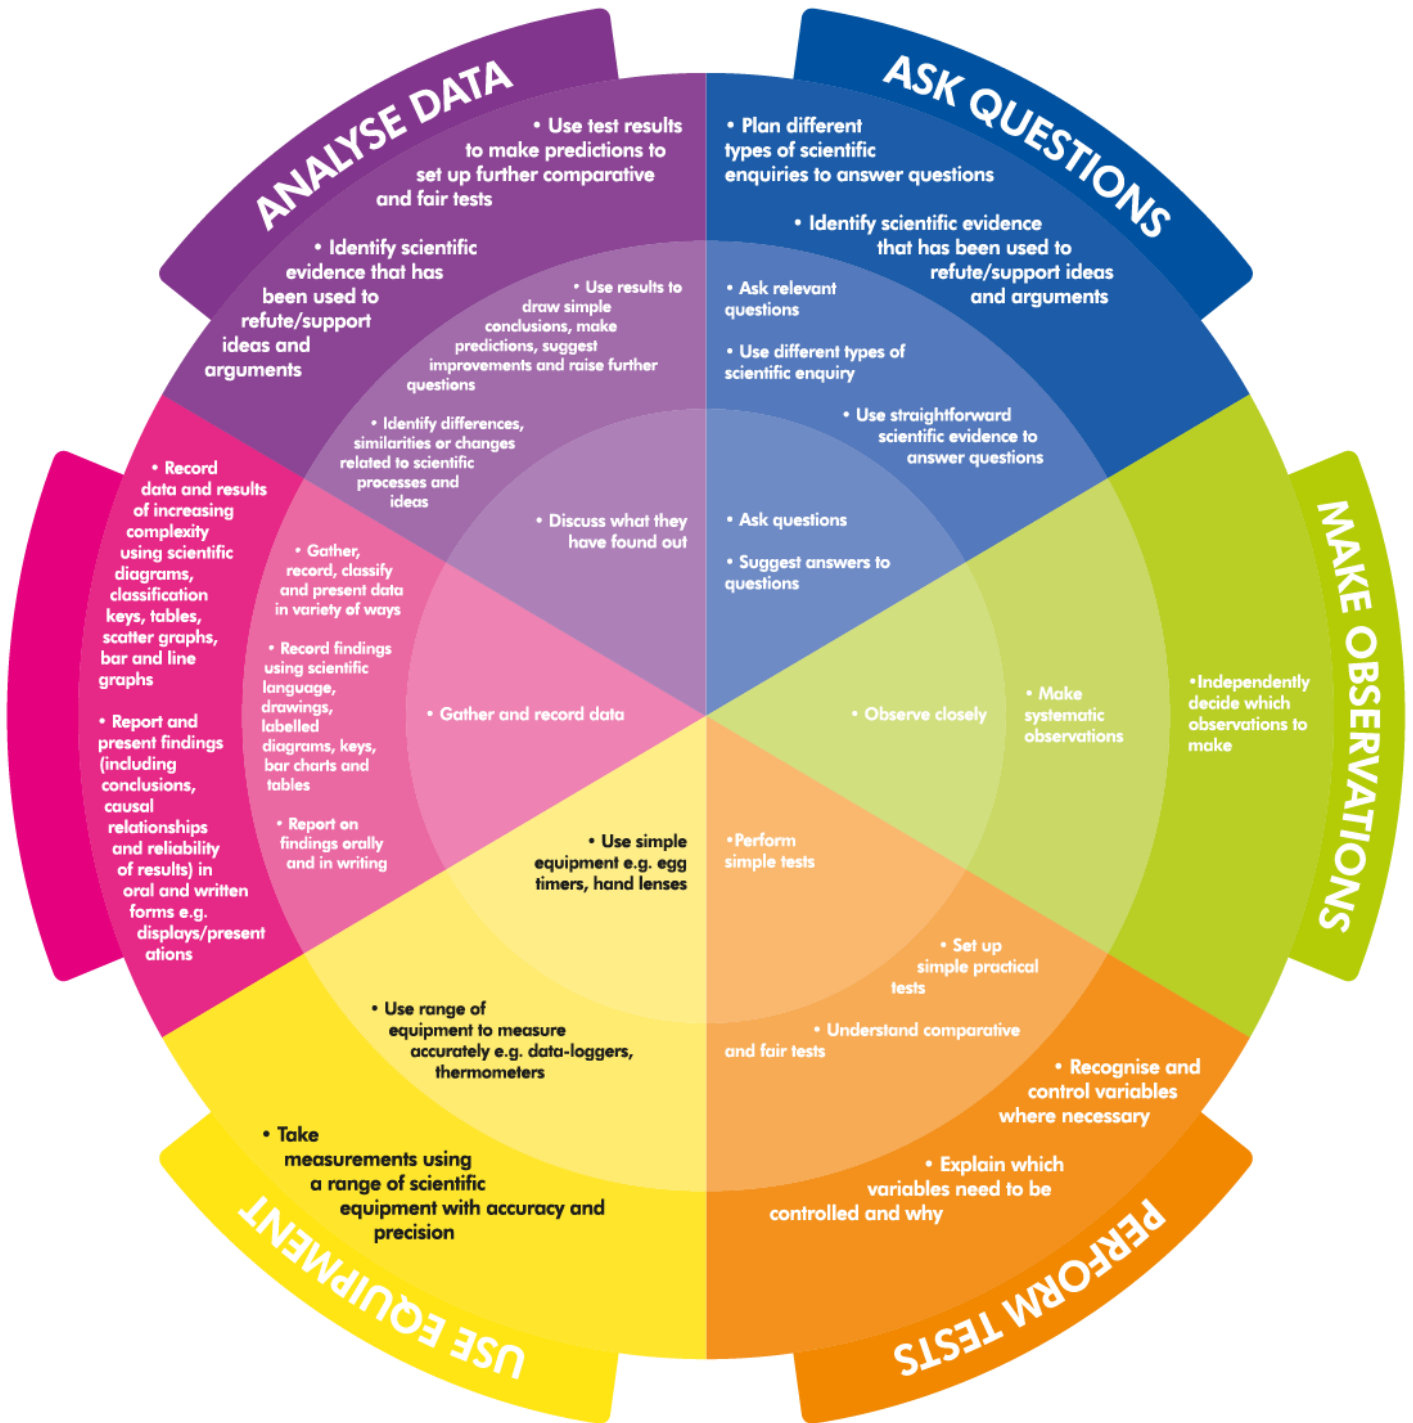 ANALYSE DATA
• Use test results
to make predictions to
set up further comparative
and fair tests
• Identify scientific
evidence that has
been used to
refute/support
ideas and
arguments
• Use results to
draw simple
conclusions, make
predictions, suggest
improvements and raise further
questions
• Identify differences,
similarities or changes
related to scientific
processes and
ideas
• Discuss what they
have found out
ASK QUESTIONS
• Plan different
types of scientific
enquiries to answer questions
• Identify scientific evidence
that has been used to
refute/support ideas
and arguments
• Ask relevant
questions
• Use different types of
scientific enquiry
• Use straightforward
scientific evidence to
answer questions
• Ask questions
• Suggest answers to
questions
MAKE OBSERVATIONS
• Observe closely
• Make
systematic
observations
•Independently
decide which
observations to
make
PERFORM TESTS
•Perform
simple tests
• Set up
simple practical
tests
• Understand comparative
and fair tests
• Recognise and
control variables
where necessary
• Explain which
variables need to be
controlled and why
USE EQUIPMENT
• Use simple
equipment e.g. egg
timers, hand lenses
• Use range of
equipment to measure
accurately e.g. data-loggers,
thermometers
• Take
measurements using
a range of scientific
equipment with accuracy and
precision
• Record
data and results
of increasing
complexity
using scientific
diagrams,
classification
keys, tables,
scatter graphs,
bar and line
graphs
• Report and
present findings
(including
conclusions,
causal
relationships
and reliability
of results) in
oral and written
forms e.g.
displays/present
ations
• Gather,
record, classify
and present data
in variety of ways
• Record findings
using scientific
language,
drawings,
labelled
diagrams, keys,
bar charts and
tables
• Report on
findings orally
and in writing
• Gather and record data